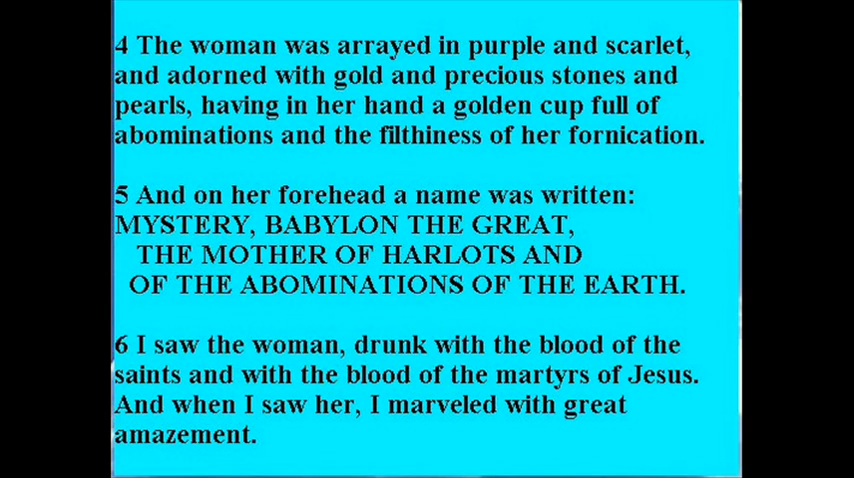 4 The woman was arrayed in purple and scarlet,
and adorned with gold and precious stones and
pearls, having in her hand a golden cup full of
abominations and the filthiness of her fornication.
5 And on her forehead a name was written:
MYSTERY, BABYLON THE GREAT,
THE MOTHER OF HARLOTS AND
OF THE ABOMINATIONS OF THE EARTH.
6 I saw the woman, drunk with the blood of the
saints and with the blood of the martyrs of Jesus.
And when I saw her, I marveled with great
amazement.